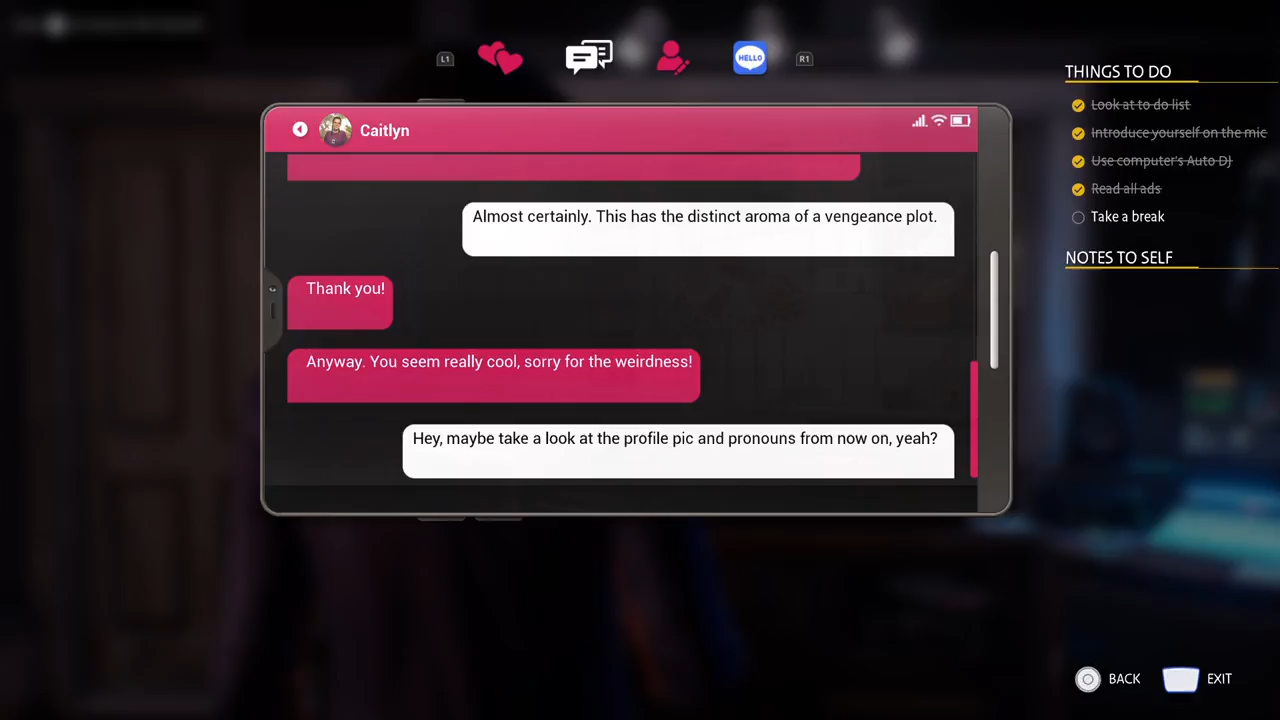 L1
HELLO
R1
Caitlyn
Almost certainly. This has the distinct aroma of a vengeance plot.
Thank you!
Anyway. You seem really cool, sorry for the weirdness!
Hey, maybe take a look at the profile pic and pronouns from now on, yeah?
THINGS TO DO
Look at to do list
Introduce yourself on the mic
Use computer's Auto DJ
Read all ads
Take a break
NOTES TO SELF
BACK
EXIT